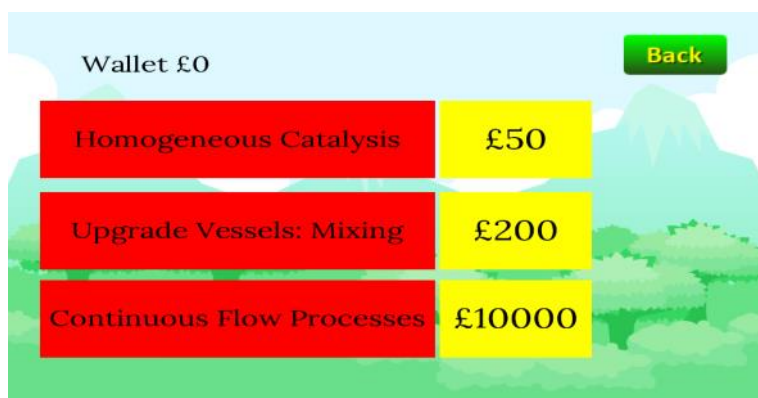 Wallet £0
Back
Homogeneous Catalysis
£50
Upgrade Vessels: Mixing
£200
Continuous Flow Processes
£10000